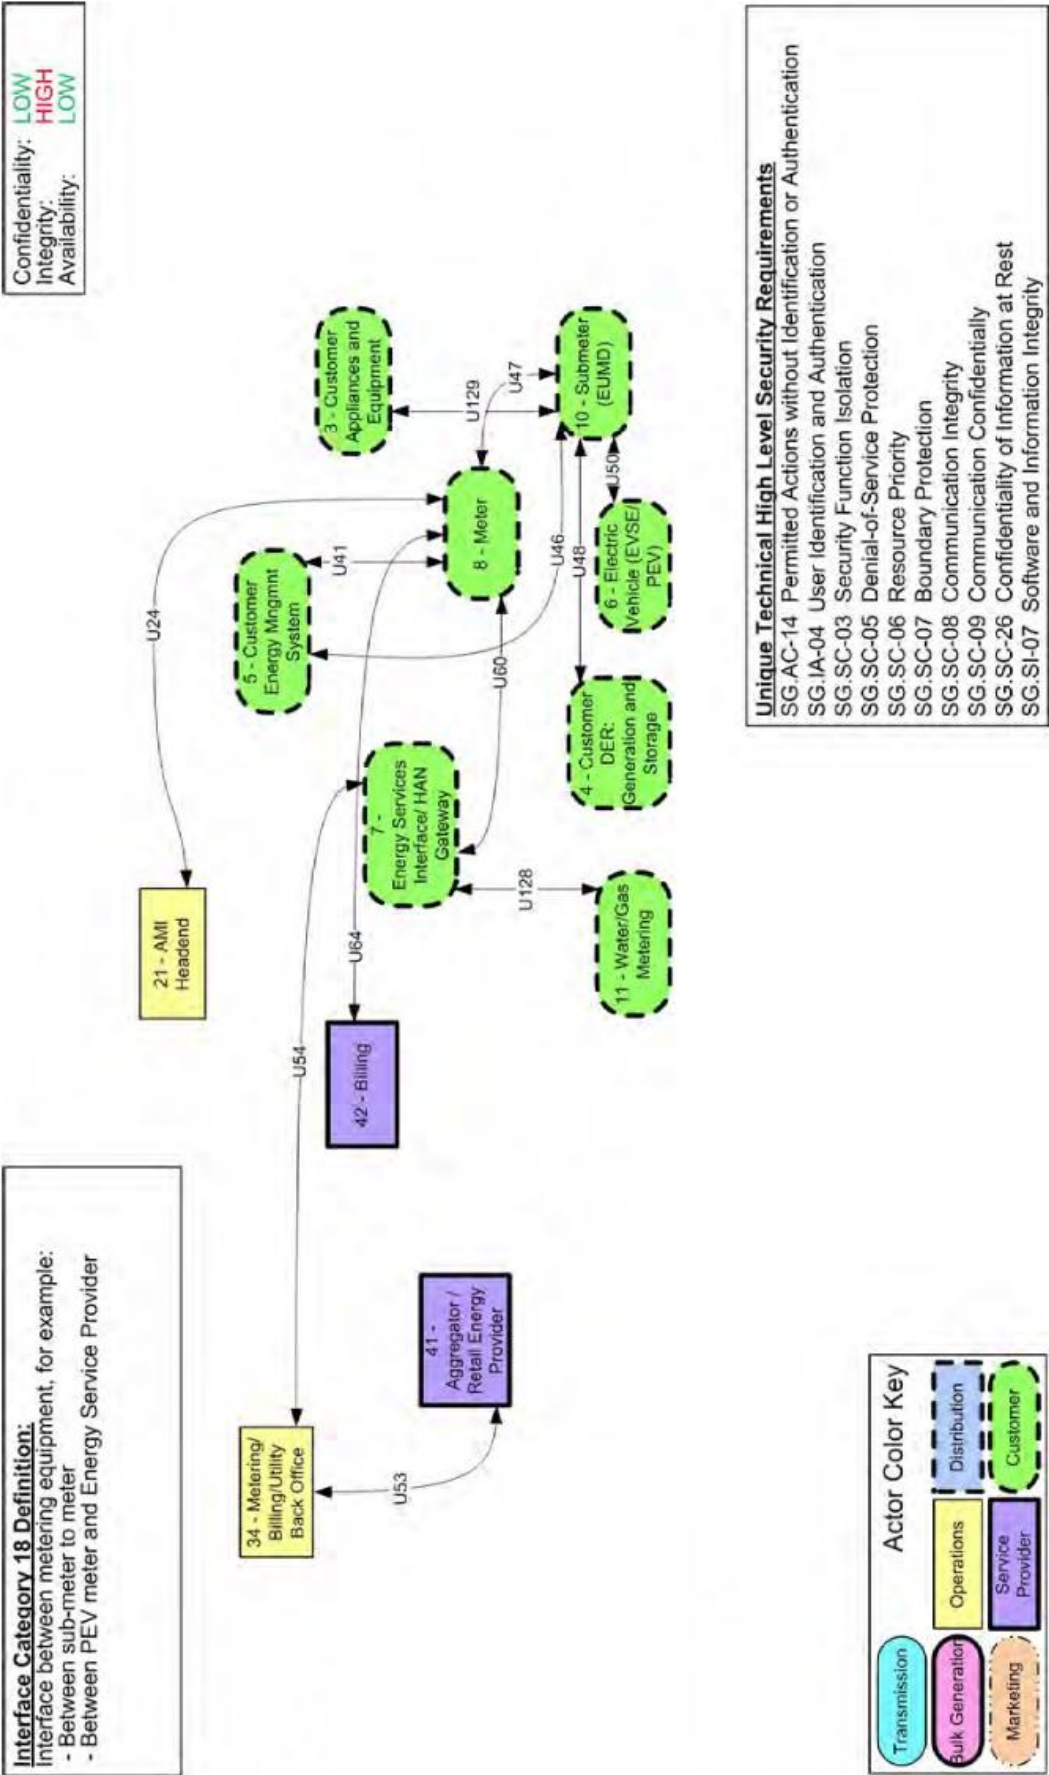 Interface Category 18 Definition:
Interface between metering equipment, for example:
- Between sub-meter to meter
- Between PEV meter and Energy Service Provider
Confidentiality: LOW
Integrity: HIGH
Availability: LOW
21 - AMI
Headend
U24
5 - Customer
Energy Mngmnt
System
U41
3 - Customer
Appliances and
Equipment
34 - Metering/
Billing/Utility
Back Office
U54
42 - Billing
U64
7 -
Energy Services
Interface/ HAN
Gateway
8 - Meter
U129
U47
U60
U46
U53
41 -
Aggregator /
Retail Energy
Provider
U128
U48
U50
10 - Submeter
(EUMD)
11 - Water/Gas
Metering
4 - Customer
DER:
Generation and
Storage
6 - Electric
Vehicle (EVSE/
PEV)
Actor Color Key
Transmission
Bulk Generation
Operations
Distribution
Marketing
Service
Provider
Customer
Unique Technical High Level Security Requirements
SG.AC-14 Permitted Actions without Identification or Authentication
SG.IA-04 User Identification and Authentication
SG.SC-03 Security Function Isolation
SG.SC-05 Denial-of-Service Protection
SG.SC-06 Resource Priority
SG.SC-07 Boundary Protection
SG.SC-08 Communication Integrity
SG.SC-09 Communication Confidentially
SG.SC-26 Confidentiality of Information at Rest
SG.SI-07 Software and Information Integrity